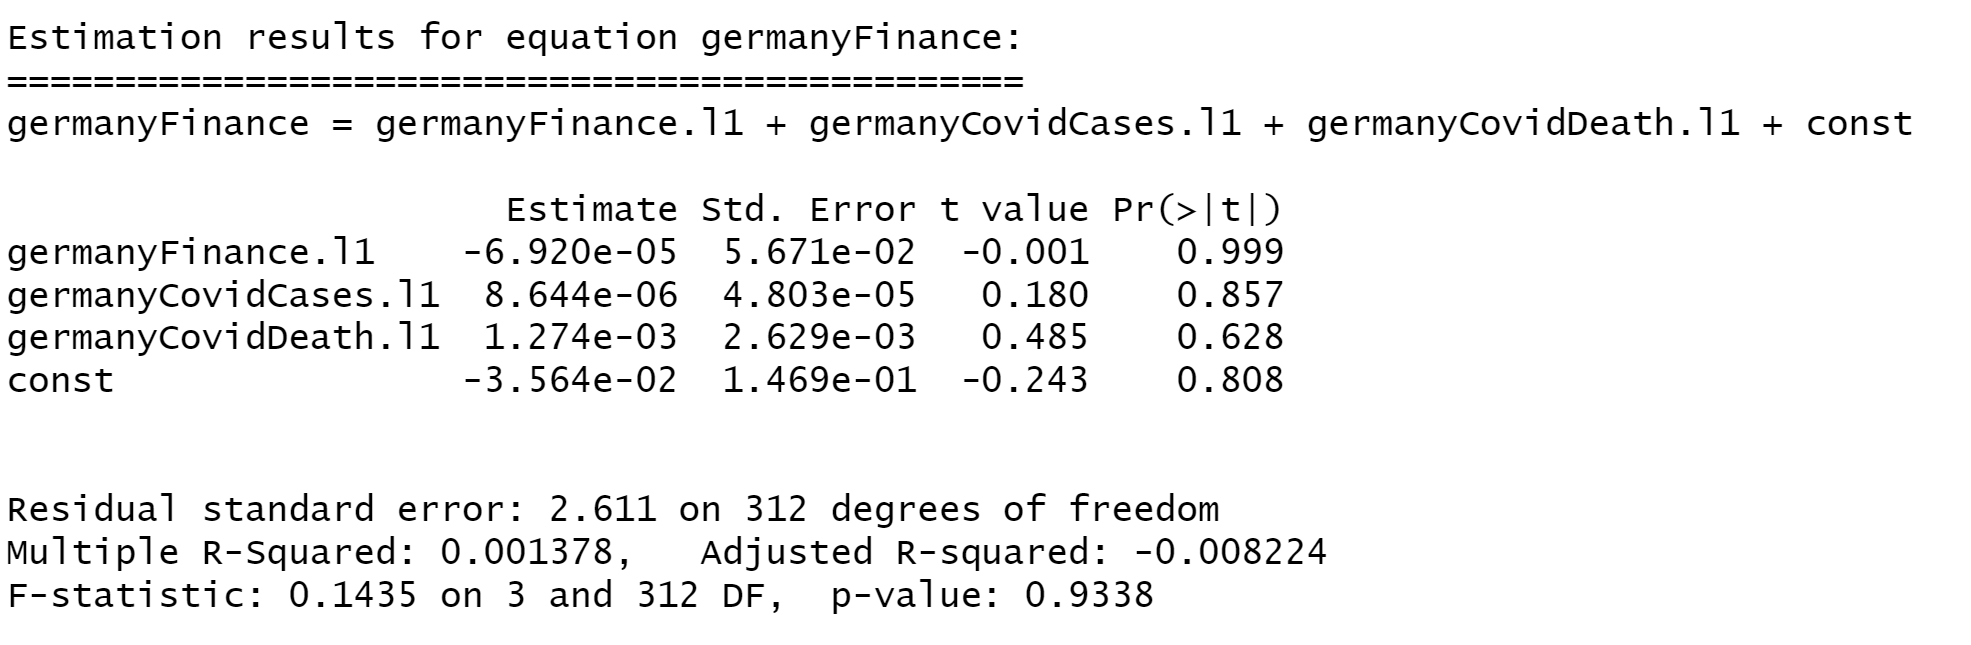 Estimation results for equation germanyFinance:
===============================================
germanyFinance = germanyFinance.l1 + germanyCovidCases.l1 + germanyCovidDeath.l1 + const
Estimate Std. Error t value Pr(>|t|)
germanyFinance.l1 -6.920e-05 5.671e-02 -0.001 0.999
germanyCovidCases.l1 8.644e-06 4.803e-05 0.180 0.857
germanyCovidDeath.l1 1.274e-03 2.629e-03 0.485 0.628
const -3.564e-02 1.469e-01 -0.243 0.808
Residual standard error: 2.611 on 312 degrees of freedom
Multiple R-Squared: 0.001378, Adjusted R-squared: -0.008224
F-statistic: 0.1435 on 3 and 312 DF, p-value: 0.9338